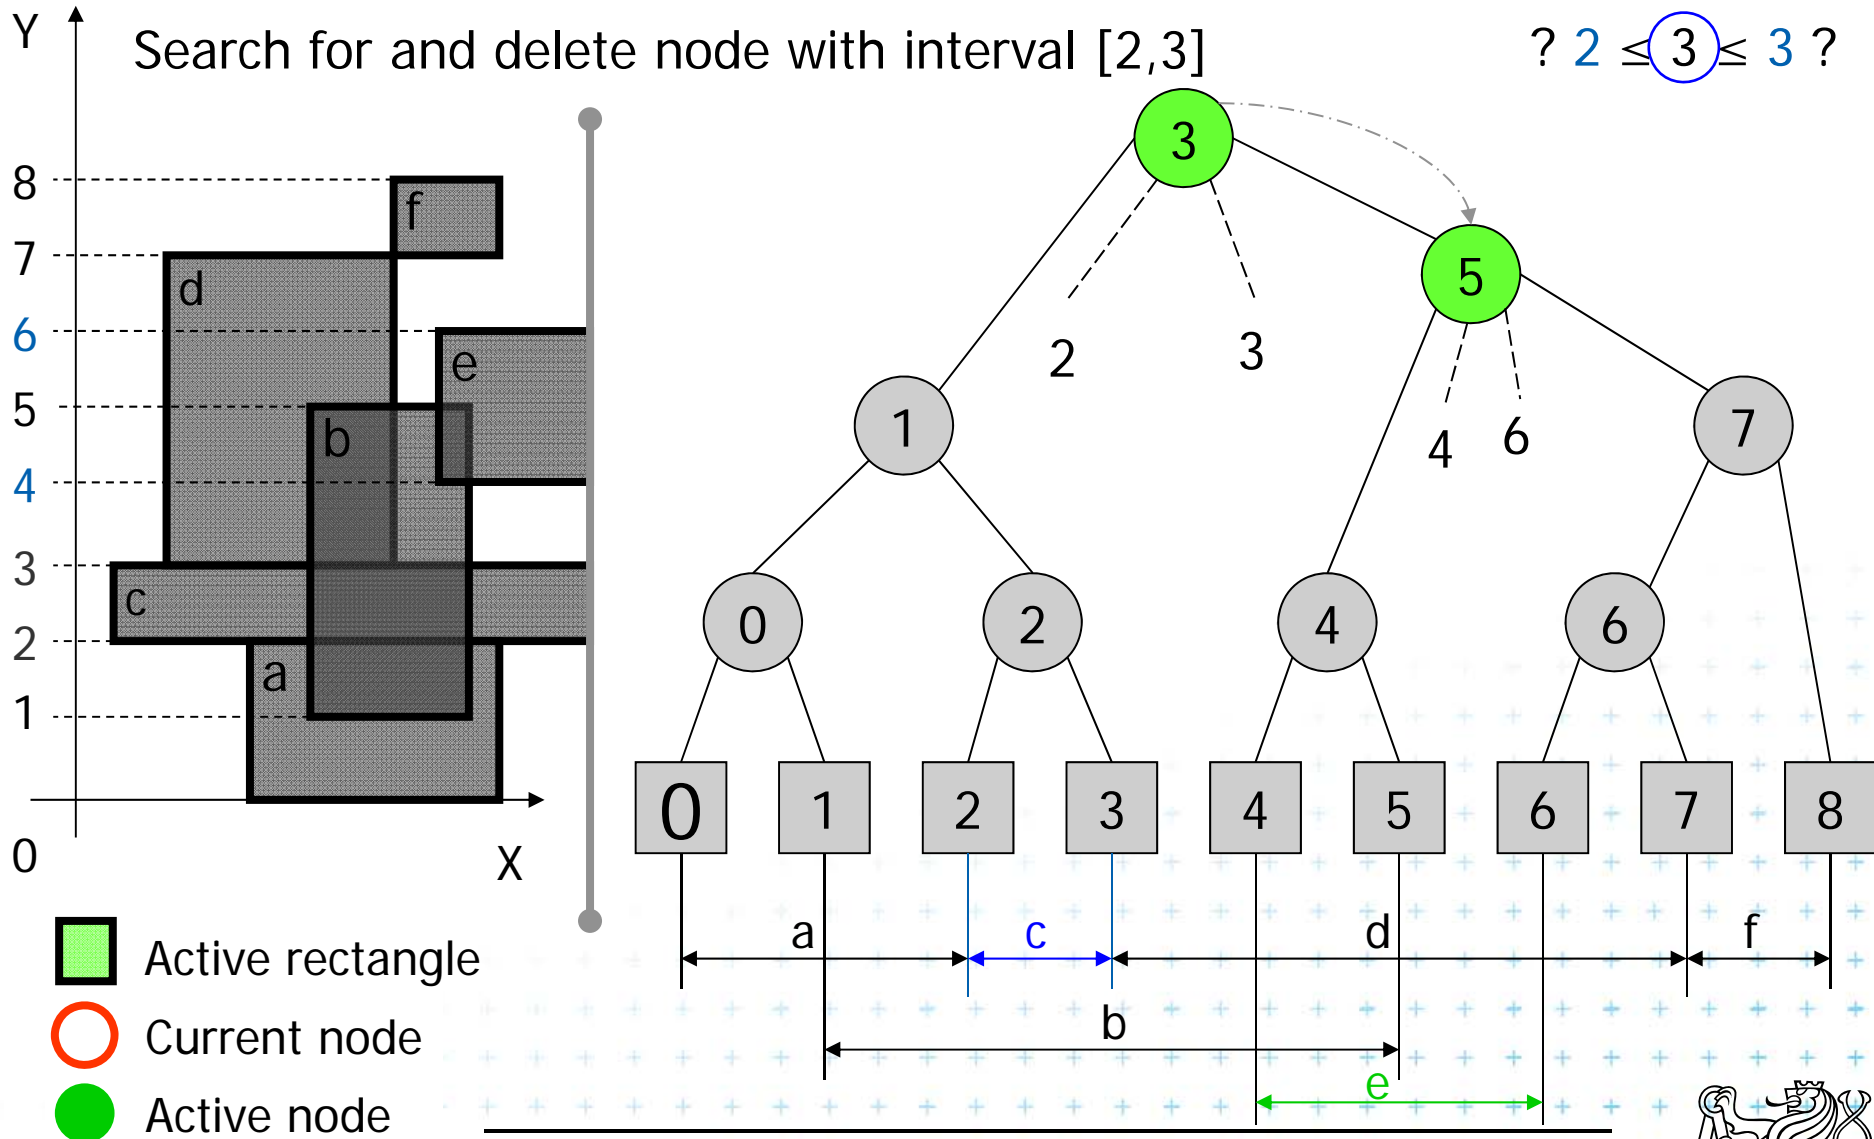 Search for and delete node with interval [2,3]
? 2 ≤ 3 ≤ 3 ?
Y
8
7
6
5
4
3
2
1
0
X
f
d
e
b
c
a
3
5
2
3
1
4
6
7
0
2
4
6
0 1 2 3 4 5 6 7 8
a c d f
b
e
Active rectangle
Current node
Active node